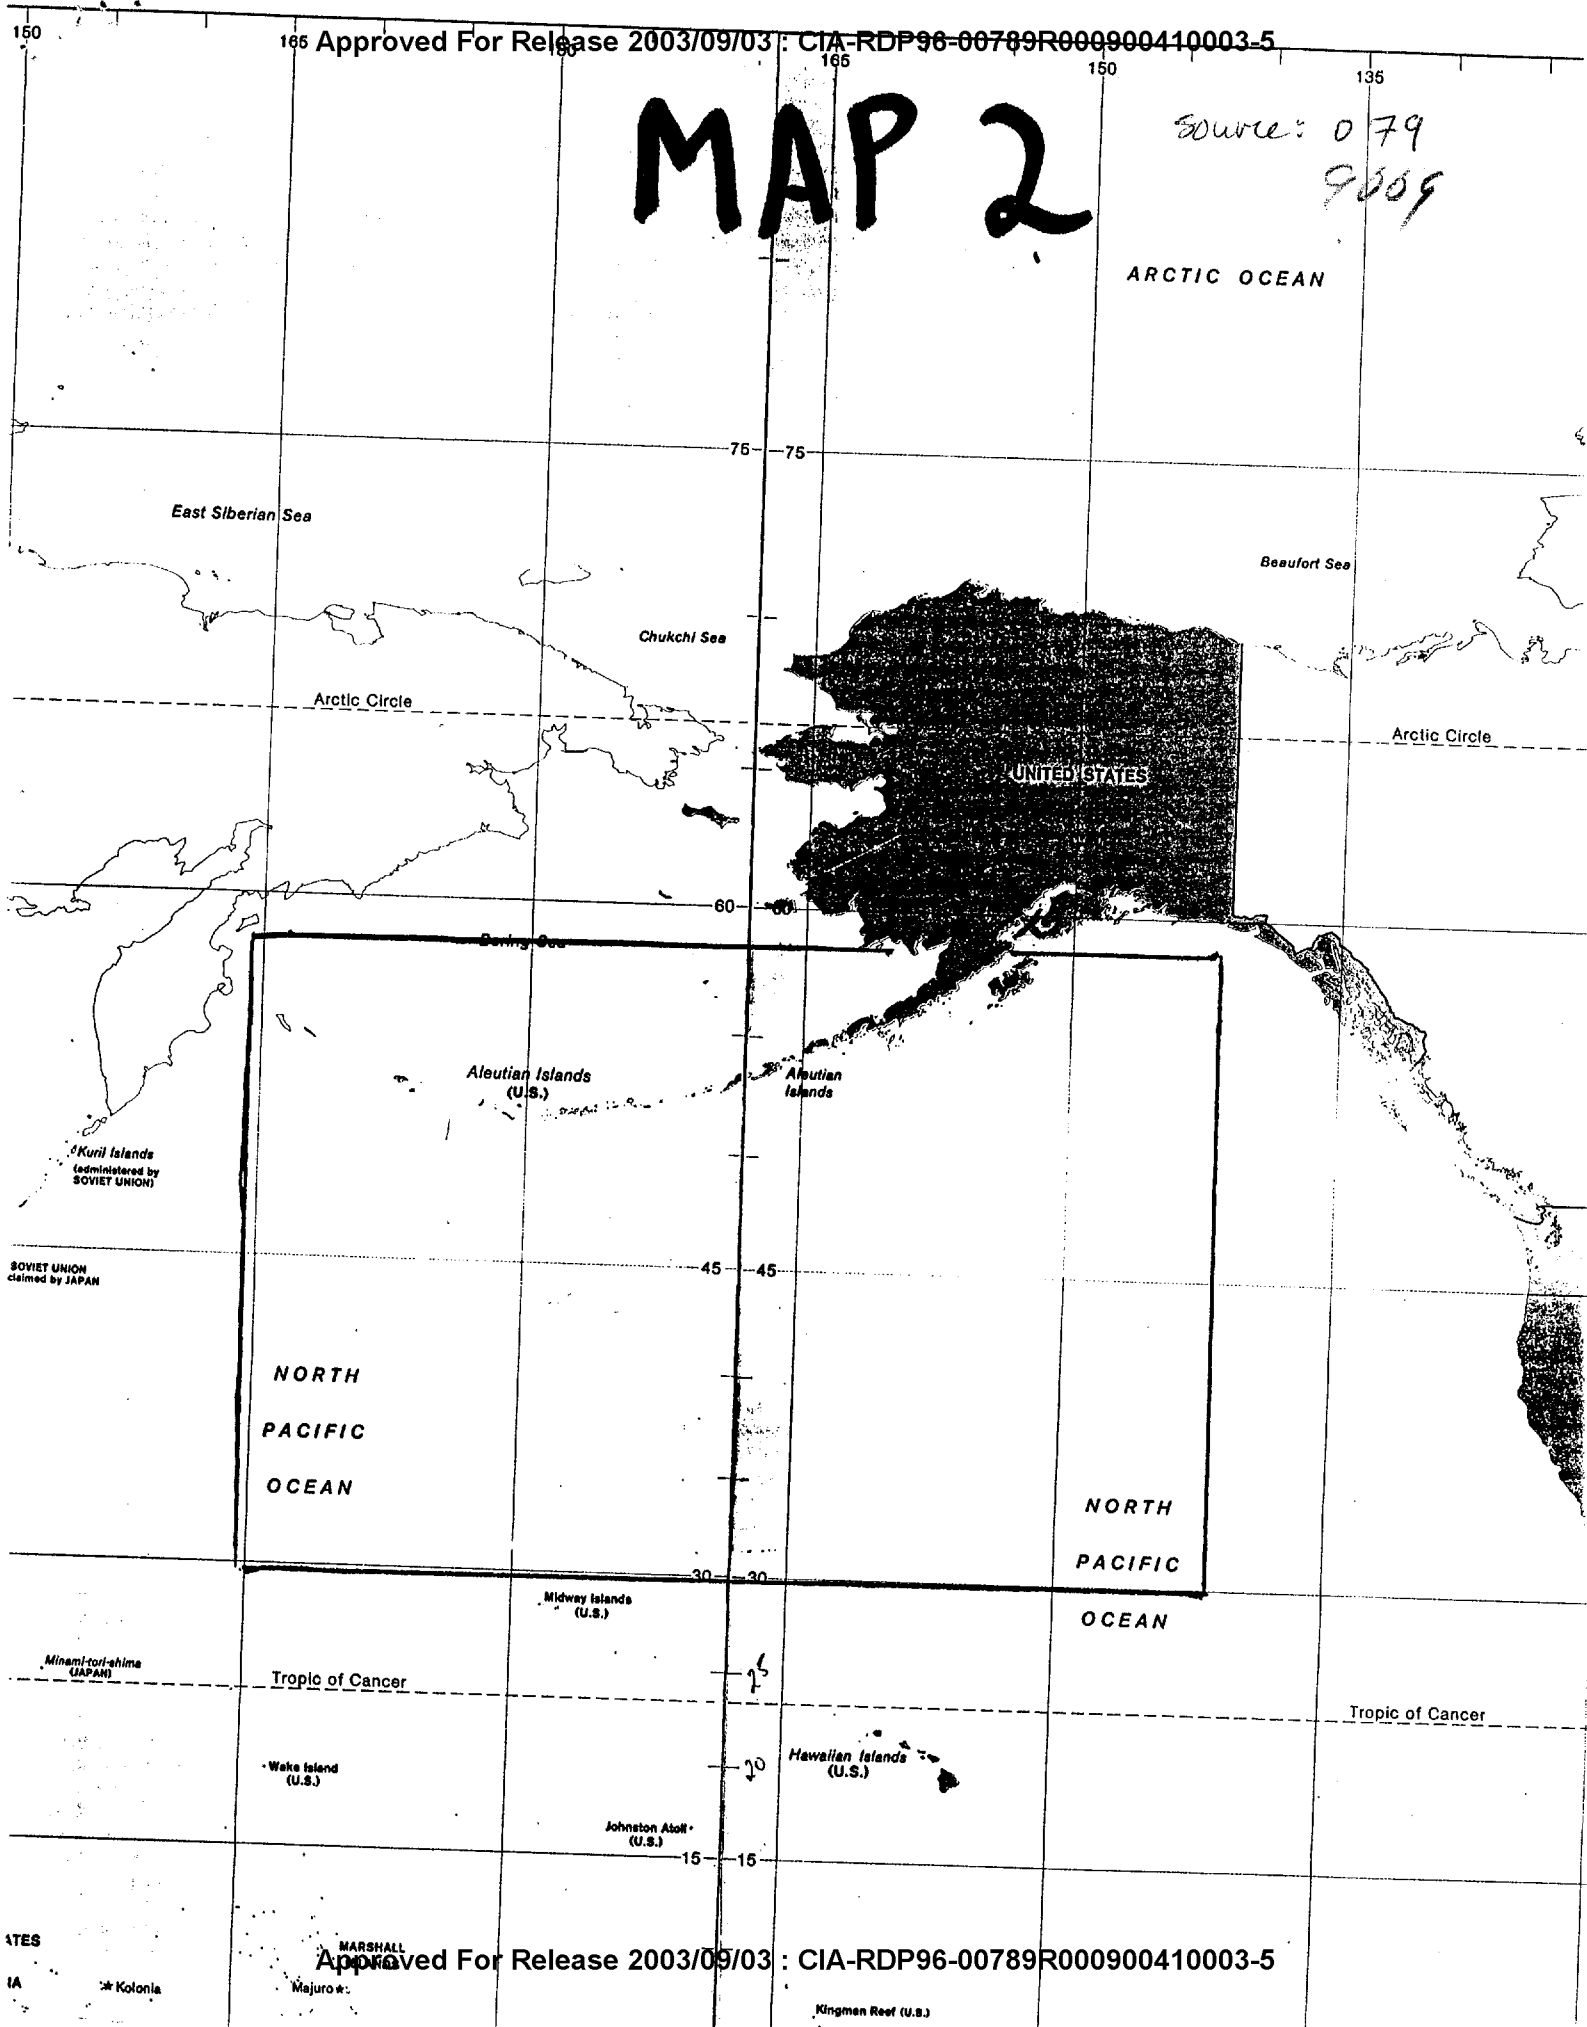 150
165
Approved For Release 2003/09/03 : CIA-RDP96-00789R000900410003-5
180
165
150
135
MAP 2
source: 079
ARCTIC OCEAN
75 75
East Siberian Sea
Beaufort Sea
Chukchi Sea
Arctic Circle
Arctic Circle
UNITED STATES
60 60
Bering Sea
Aleutian Islands
(U.S.)
Aleutian
Islands
X
Kuril Islands
(administered by
SOVIET UNION)
SOVIET UNION
claimed by JAPAN
45 45
NORTH
PACIFIC
OCEAN
NORTH
PACIFIC
OCEAN
30 30
Midway Islands
(U.S.)
Minami-tori-shima
(JAPAN)
Tropic of Cancer
25
Tropic of Cancer
Wake Island
(U.S.)
20
Hawaiian Islands
(U.S.)
Johnston Atoll
(U.S.)
15 15
ATES
MARSHALL
Approved For Release 2003/09/03 : CIA-RDP96-00789R000900410003-5
IA
Kolonia
Majuro
Kingman Reef (U.S.)